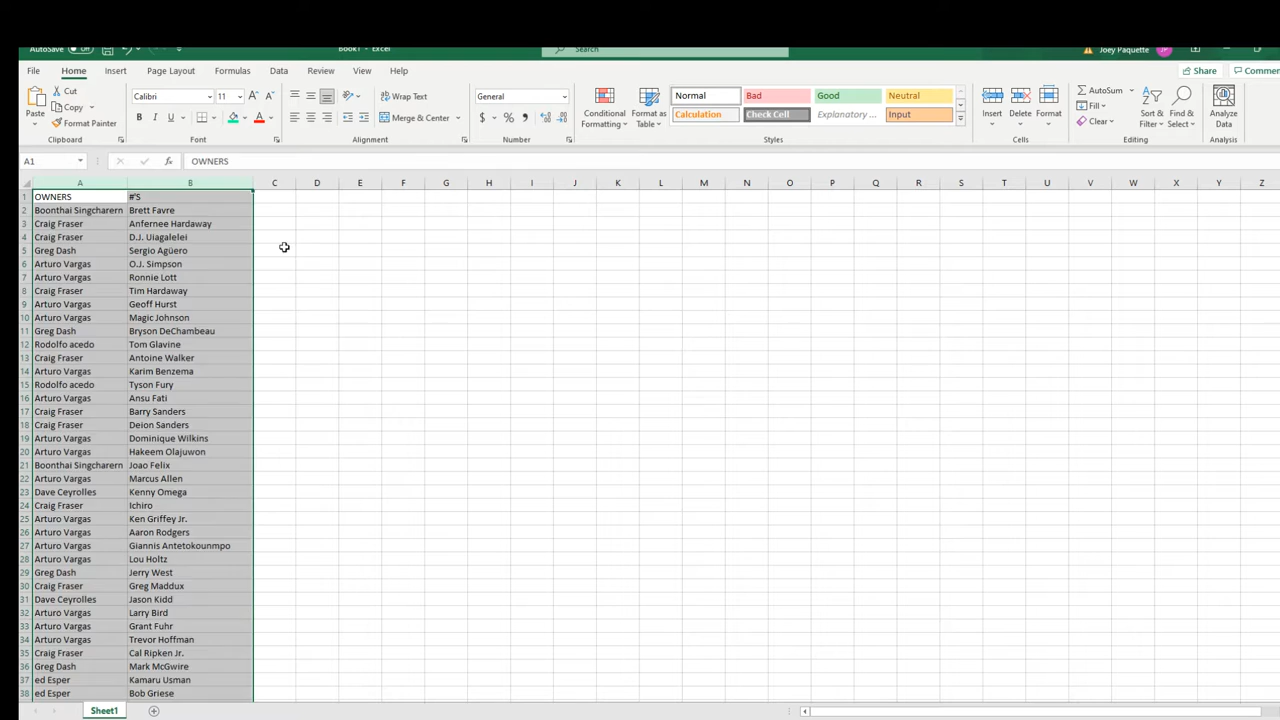 AutoSave Off Book1 - Excel Search Joey Paquette JP
File Home Insert Page Layout Formulas Data Review View Help Share Comme
Paste Cut Calibri 11 Wrap Text General Normal Bad Good Neutral AutoSum
Copy Conditional Formatting Format as Table Insert Delete Format Fill Sort & Filter Find & Select Analyze Data
Format Painter B I U A Merge & Center $ % Calculation Check Cell Explanatory ... Input Clear
Clipboard Font Alignment Number Styles Cells Editing Analysis
A1 fx OWNERS
A B C D E F G H I J K L M N O P Q R S T U V W X Y Z
1 OWNERS #'S
2 Boonthai Singcharern Brett Favre
3 Craig Fraser Anfernee Hardaway
4 Craig Fraser D.J. Uiagalelei
5 Greg Dash Sergio Agüero
6 Arturo Vargas O.J. Simpson
7 Arturo Vargas Ronnie Lott
8 Craig Fraser Tim Hardaway
9 Arturo Vargas Geoff Hurst
10 Arturo Vargas Magic Johnson
11 Greg Dash Bryson DeChambeau
12 Rodolfo acedo Tom Glavine
13 Craig Fraser Antoine Walker
14 Arturo Vargas Karim Benzema
15 Rodolfo acedo Tyson Fury
16 Arturo Vargas Ansu Fati
17 Craig Fraser Barry Sanders
18 Craig Fraser Deion Sanders
19 Arturo Vargas Dominique Wilkins
20 Arturo Vargas Hakeem Olajuwon
21 Boonthai Singcharern Joao Felix
22 Arturo Vargas Marcus Allen
23 Dave Ceyrolles Kenny Omega
24 Craig Fraser Ichiro
25 Arturo Vargas Ken Griffey Jr.
26 Arturo Vargas Aaron Rodgers
27 Arturo Vargas Giannis Antetokounmpo
28 Arturo Vargas Lou Holtz
29 Greg Dash Jerry West
30 Craig Fraser Greg Maddux
31 Dave Ceyrolles Jason Kidd
32 Arturo Vargas Larry Bird
33 Arturo Vargas Grant Fuhr
34 Arturo Vargas Trevor Hoffman
35 Craig Fraser Cal Ripken Jr.
36 Greg Dash Mark McGwire
37 ed Esper Kamaru Usman
38 ed Esper Bob Griese
Sheet1